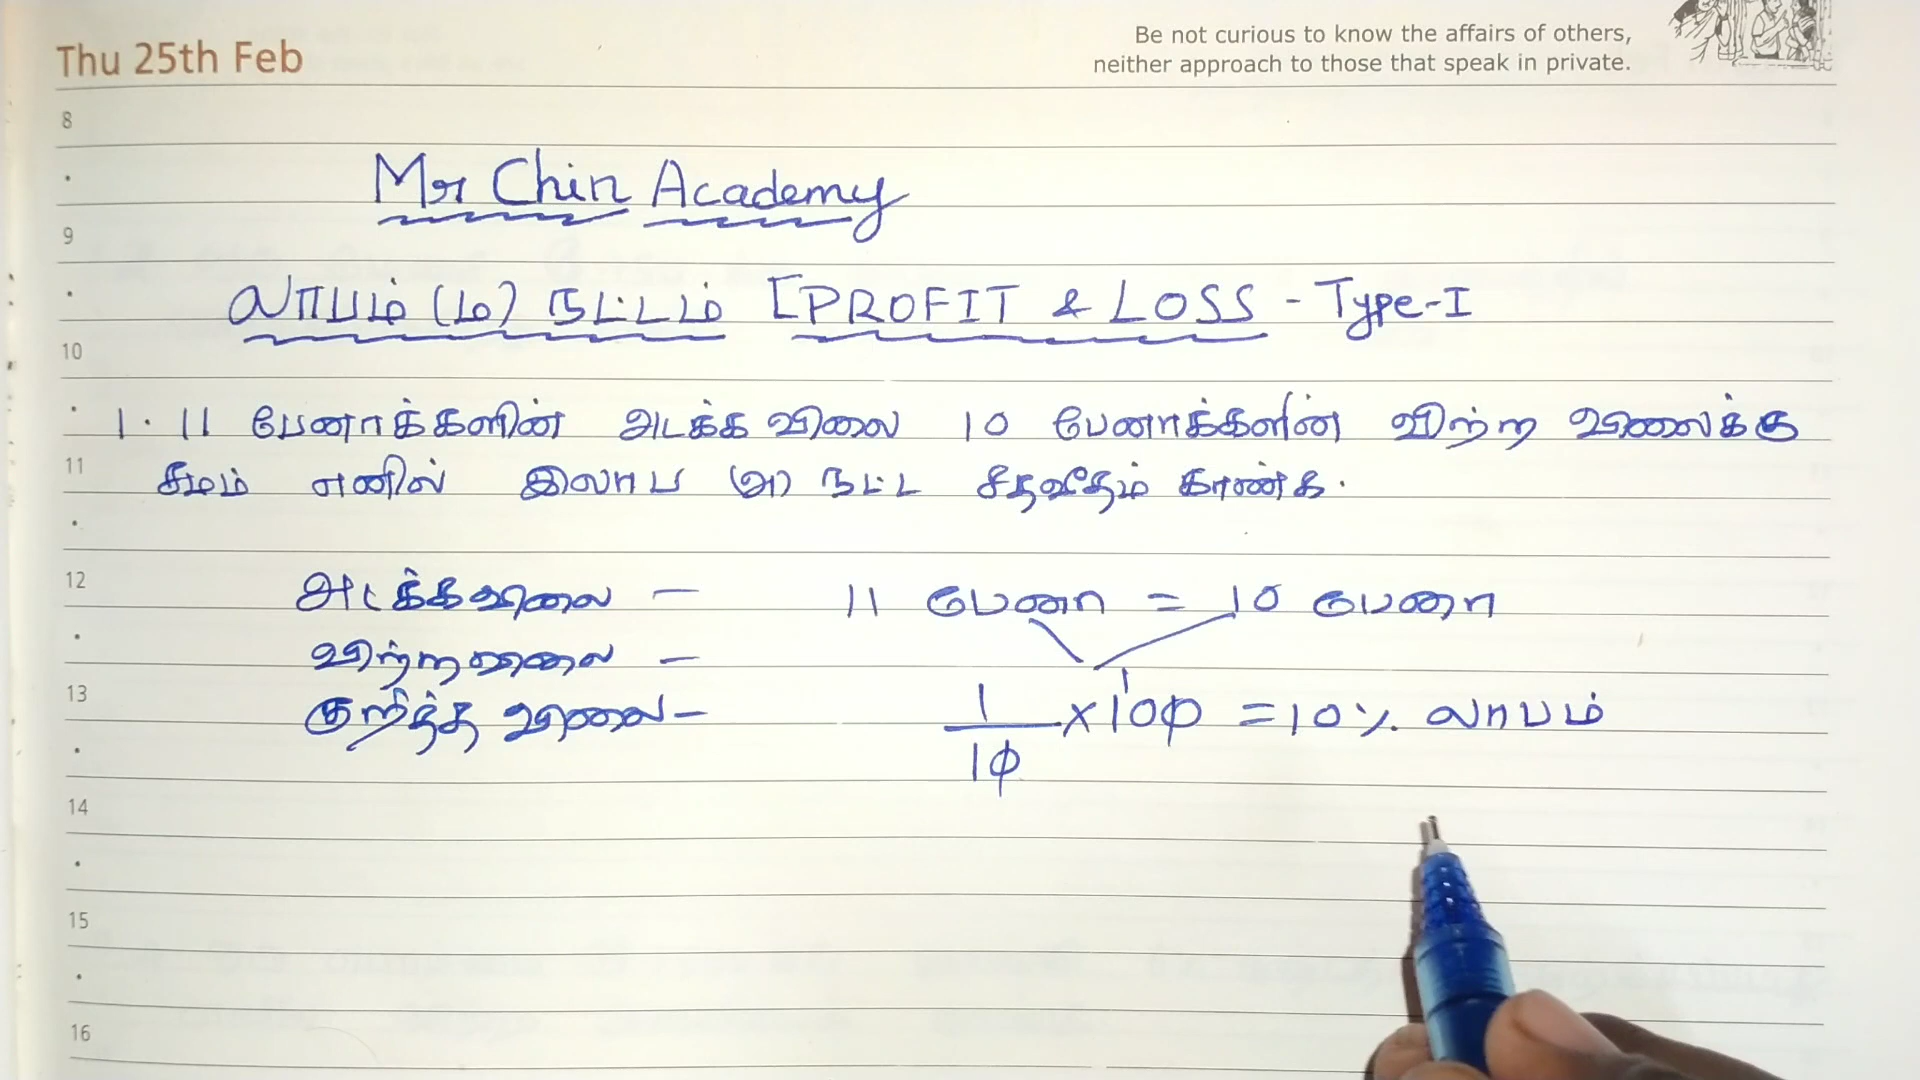 Thu 25th Feb
Be not curious to know the affairs of others,
neither approach to those that speak in private.
8
Mr Chin Academy
9
லாபம் (ம) நட்டம் [PROFIT & LOSS - Type-I
10
1. 11 பேனாக்களின் அடக்க விலை 10 பேனாக்களின் விற்ற விலைக்கு
11
சமம் எனில் இலாப (அ) நட்ட சதவீதம் காண்க.
12
அடக்கவிலை - 11 பேனா = 10 பேனா
விற்றவிலை -
13
குறித்த விலை - 1/10 × 100 = 10% லாபம்
14
15
16